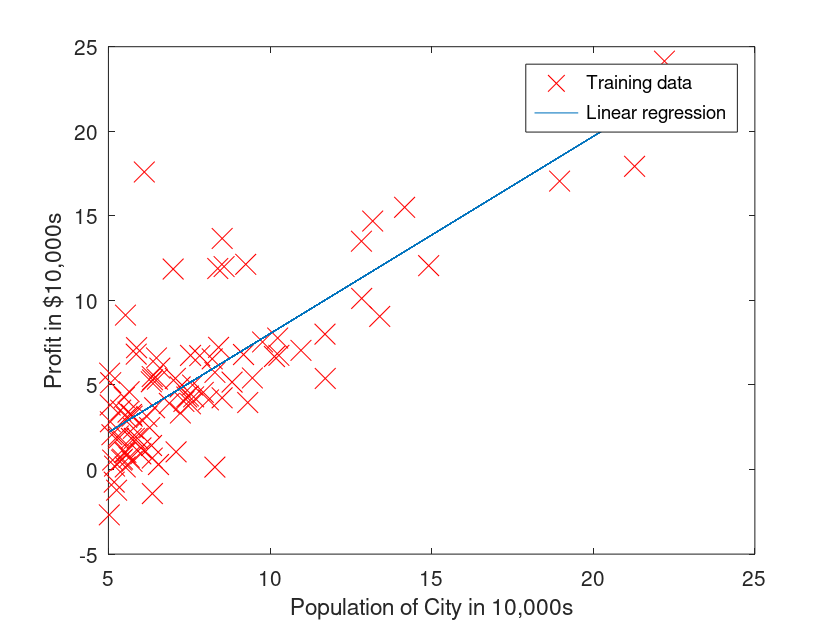 25
20
15
10
5
0
-5
Profit in $10,000s
Training data
Linear regression
5 10 15 20 25
Population of City in 10,000s